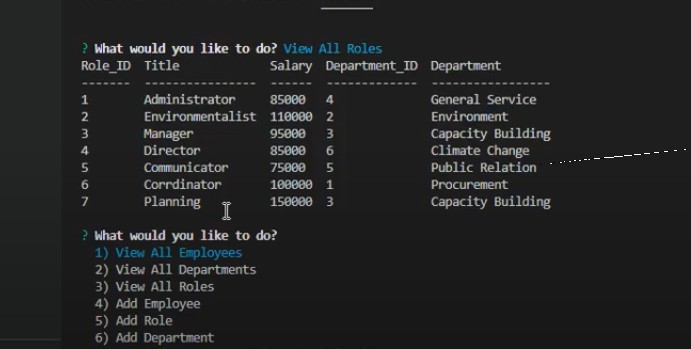 ? What would you like to do? View All Roles
Role_ID  Title            Salary  Department_ID  Department
-------  ---------------  ------  -------------  -----------------
1        Administrator    85000   4              General Service
2        Environmentalist 110000  2              Environment
3        Manager          95000   3              Capacity Building
4        Director         85000   6              Climate Change
5        Communicator     75000   5              Public Relation
6        Corrdinator      100000  1              Procurement
7        Planning         150000  3              Capacity Building
? What would you like to do?
1) View All Employees
2) View All Departments
3) View All Roles
4) Add Employee
5) Add Role
6) Add Department